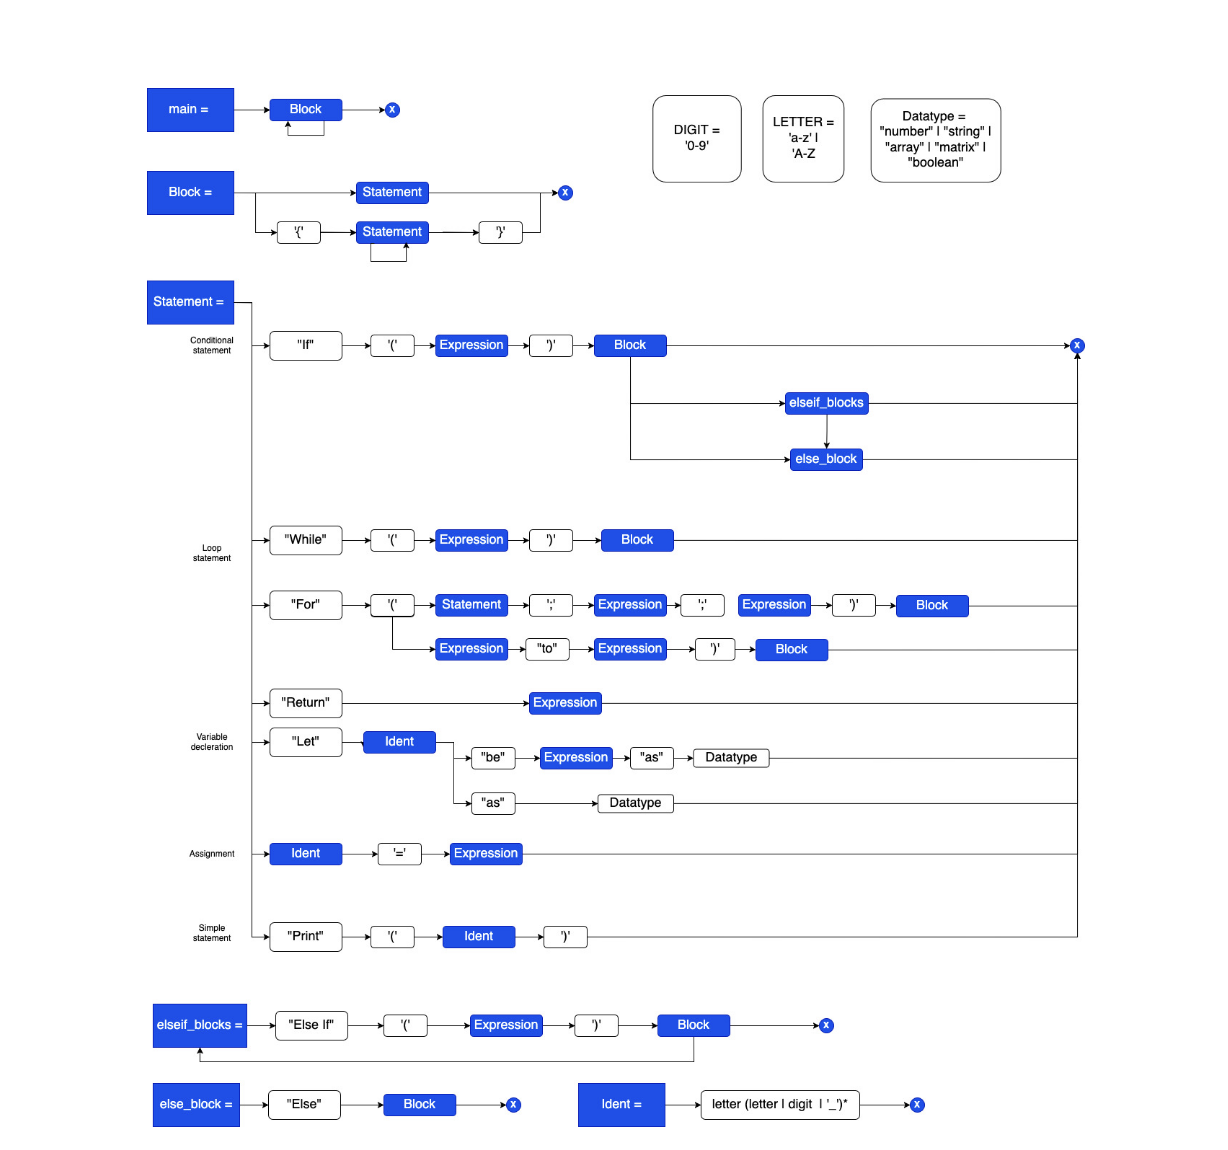 main =
Block
x
DIGIT =
'0-9'
LETTER =
'a-z' |
'A-Z
Datatype =
"number" | "string" |
"array" | "matrix" |
"boolean"
Block =
Statement
x
'{'
Statement
'}'
Statement =
Conditional
statement
"If"
'('
Expression
')'
Block
x
elseif_blocks
else_block
Loop
statement
"While"
'('
Expression
')'
Block
"For"
'('
Statement
';'
Expression
';'
Expression
')'
Block
Expression
"to"
Expression
')'
Block
"Return"
Expression
Variable
decleration
"Let"
Ident
"be"
Expression
"as"
Datatype
"as"
Datatype
Assignment
Ident
'='
Expression
Simple
statement
"Print"
'('
Ident
')'
elseif_blocks =
"Else If"
'('
Expression
')'
Block
x
else_block =
"Else"
Block
x
Ident =
letter (letter | digit | '_')*
x